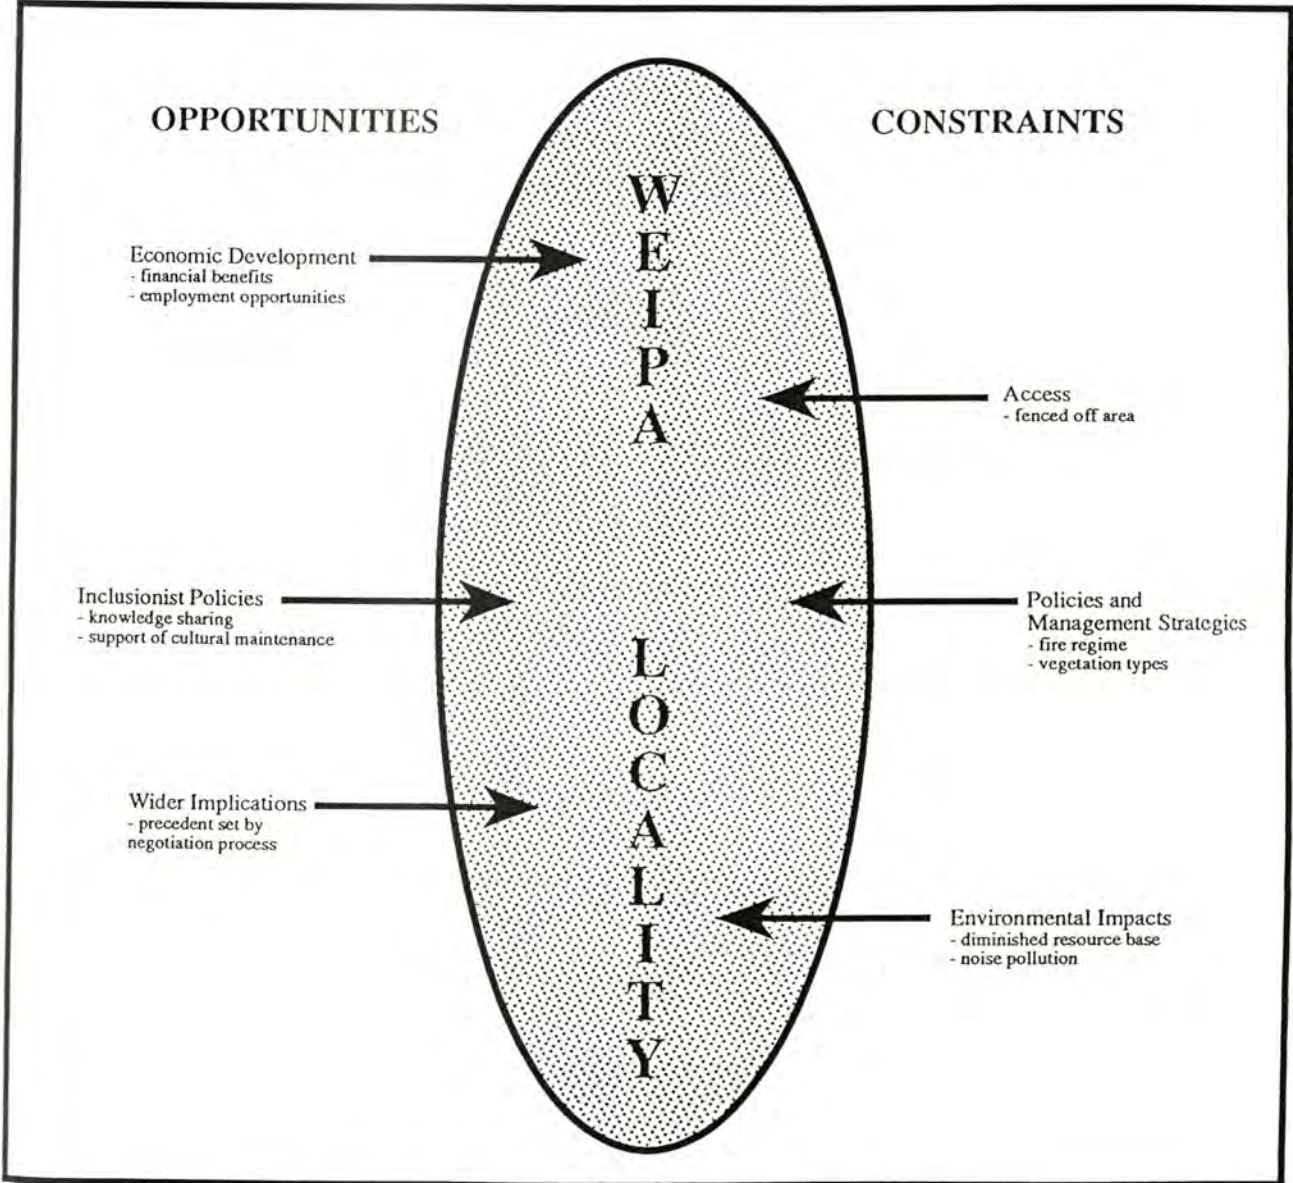 OPPORTUNITIES
CONSTRAINTS
WEIPA
LOCALITY
Economic Development
- financial benefits
- employment opportunities
Access
- fenced off area
Inclusionist Policies
- knowledge sharing
- support of cultural maintenance
Policies and
Management Strategies
- fire regime
- vegetation types
Wider Implications
- precedent set by
negotiation process
Environmental Impacts
- diminished resource base
- noise pollution